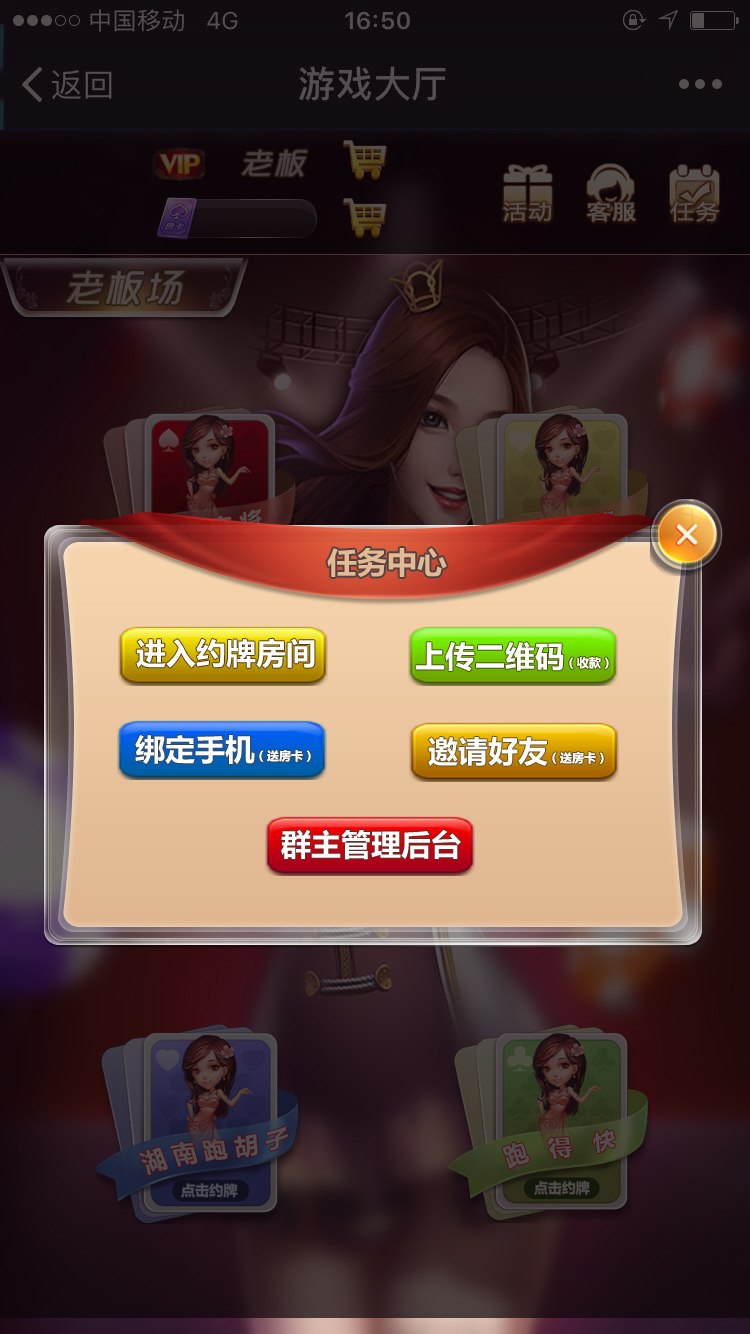 中国移动 4G 16:50
返回 游戏大厅
VIP 老板
活动 客服 任务
老板场
任务中心
进入约牌房间 上传二维码(收款)
绑定手机(送房卡) 邀请好友(送房卡)
群主管理后台
湖南跑胡子 跑得快
点击约牌 点击约牌